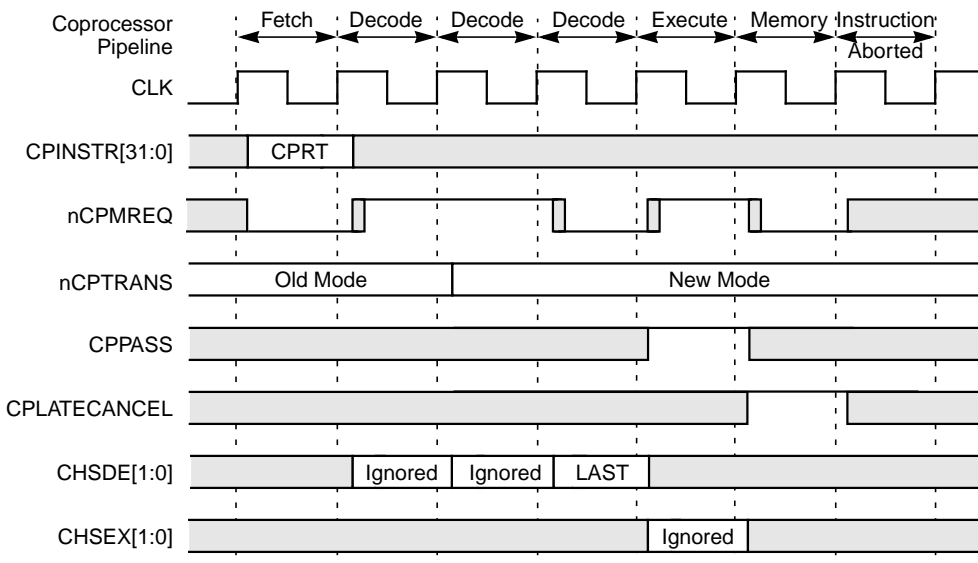 Coprocessor Pipeline
Fetch Decode Decode Decode Execute Memory Instruction Aborted
CLK
CPINSTR[31:0] CPRT
nCPMREQ
nCPTRANS Old Mode New Mode
CPPASS
CPLATECANCEL
CHSDE[1:0] Ignored Ignored LAST
CHSEX[1:0] Ignored